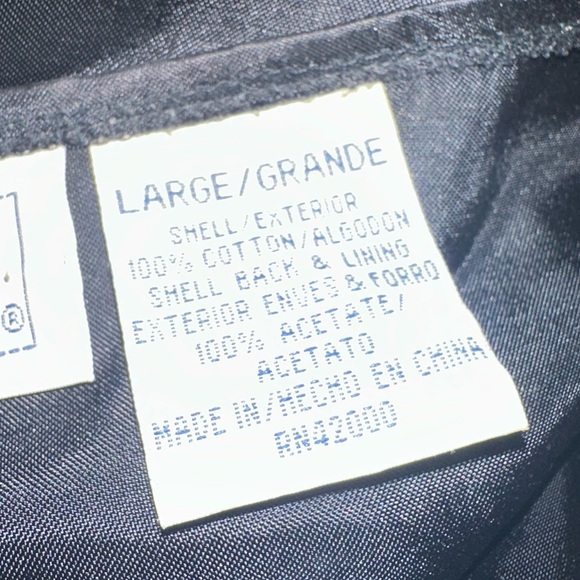 LARGE/GRANDE
SHELL/EXTERIOR
100% COTTON/ALGODON
SHELL BACK & LINING
EXTERIOR ENVES & FORRO
100% ACETATE/
ACETATO
MADE IN/HECHO EN CHINA
RN42000
®